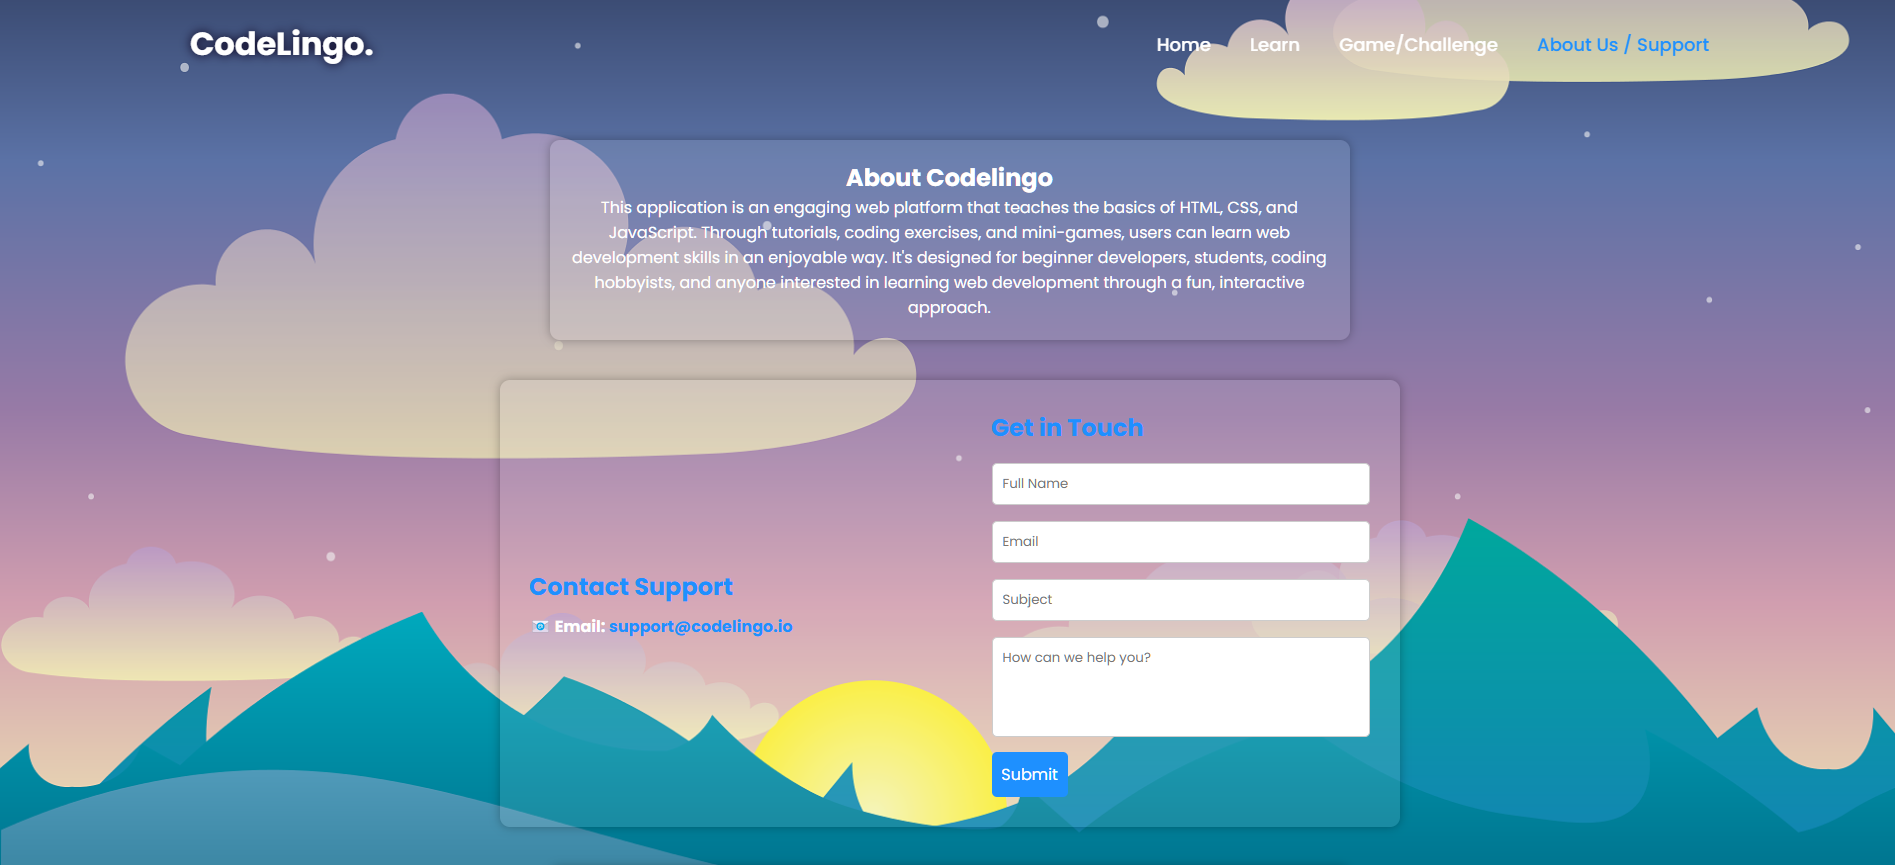 CodeLingo.
Home
Learn
Game/Challenge
About Us / Support
About Codelingo
This application is an engaging web platform that teaches the basics of HTML, CSS, and
JavaScript. Through tutorials, coding exercises, and mini-games, users can learn web
development skills in an enjoyable way. It's designed for beginner developers, students, coding
hobbyists, and anyone interested in learning web development through a fun, interactive
approach.
Contact Support
📧 Email: support@codelingo.io
Get in Touch
Full Name
Email
Subject
How can we help you?
Submit